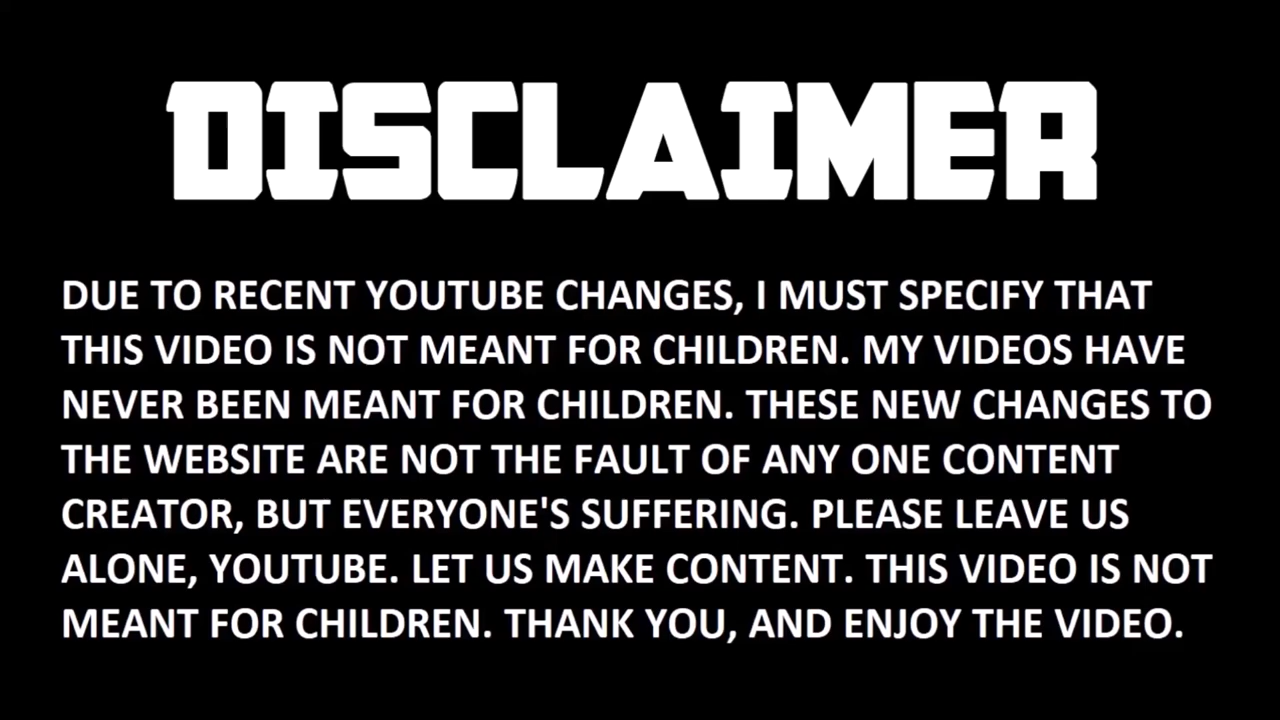 DISCLAIMER
DUE TO RECENT YOUTUBE CHANGES, I MUST SPECIFY THAT
THIS VIDEO IS NOT MEANT FOR CHILDREN. MY VIDEOS HAVE
NEVER BEEN MEANT FOR CHILDREN. THESE NEW CHANGES TO
THE WEBSITE ARE NOT THE FAULT OF ANY ONE CONTENT
CREATOR, BUT EVERYONE'S SUFFERING. PLEASE LEAVE US
ALONE, YOUTUBE. LET US MAKE CONTENT. THIS VIDEO IS NOT
MEANT FOR CHILDREN. THANK YOU, AND ENJOY THE VIDEO.